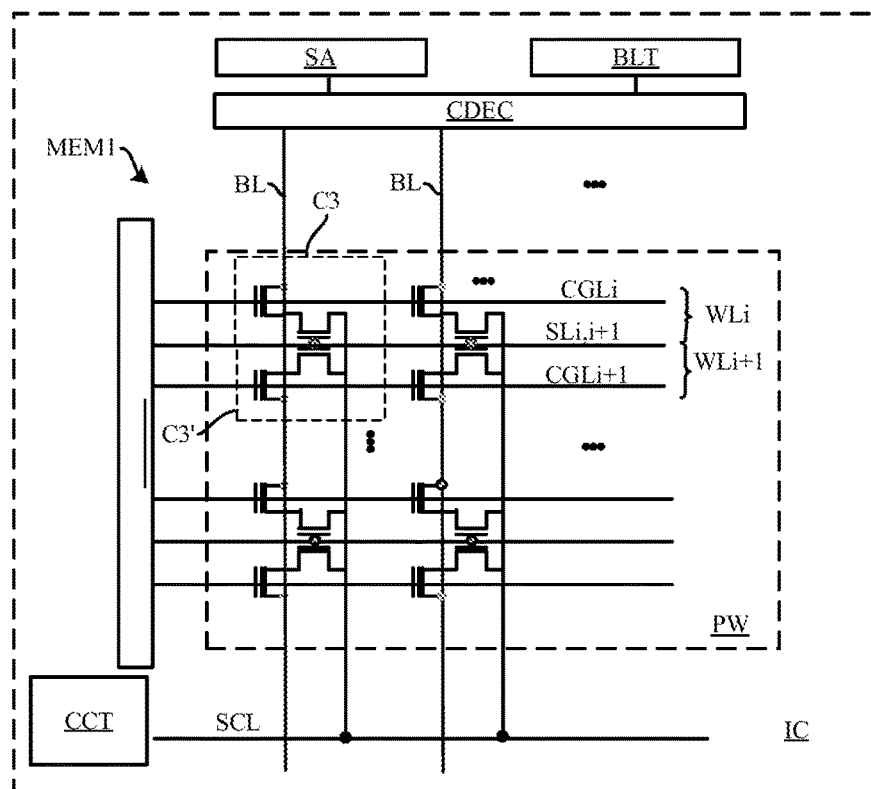 SA
BLT
CDEC
MEM1
BL
BL
...
C3
...
CGLi
WLi
SLi,i+1
WLi+1
CGLi+1
C3'
...
...
PW
CCT
SCL
IC